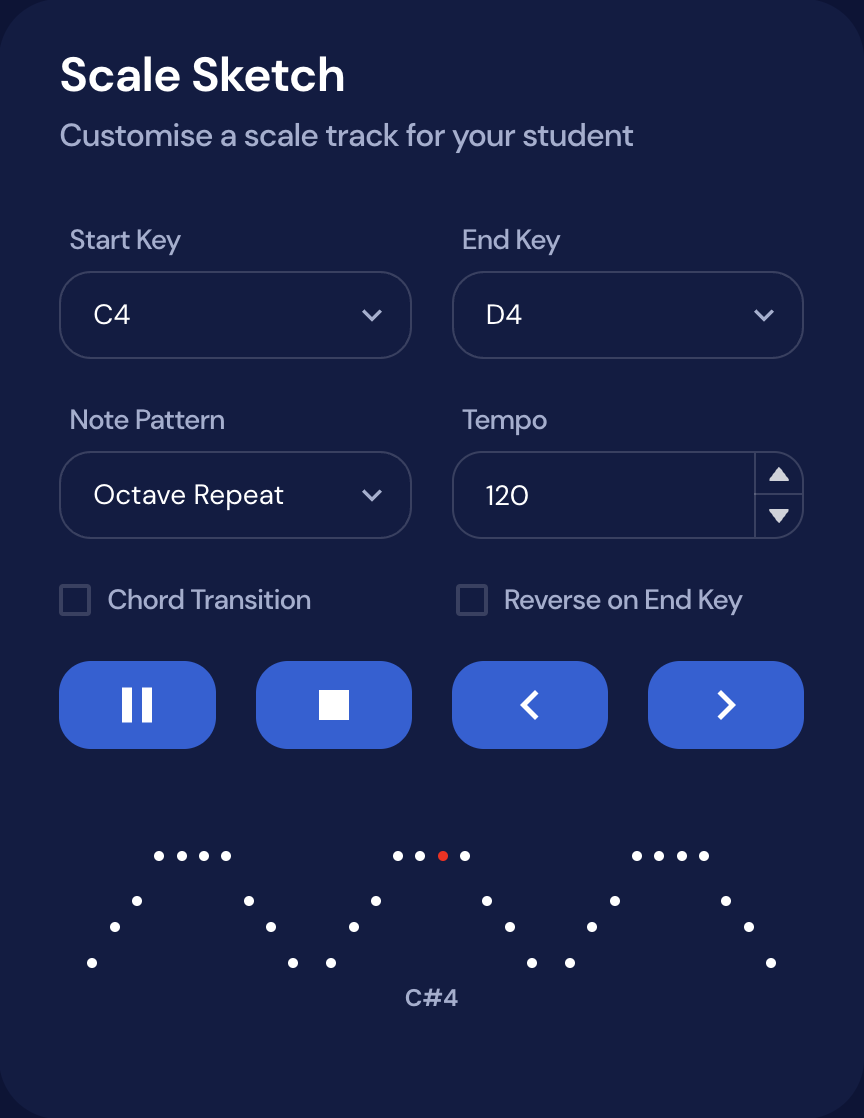 Scale Sketch
Customise a scale track for your student
Start Key
End Key
C4
D4
Note Pattern
Tempo
Octave Repeat
120
Chord Transition
Reverse on End Key
C#4